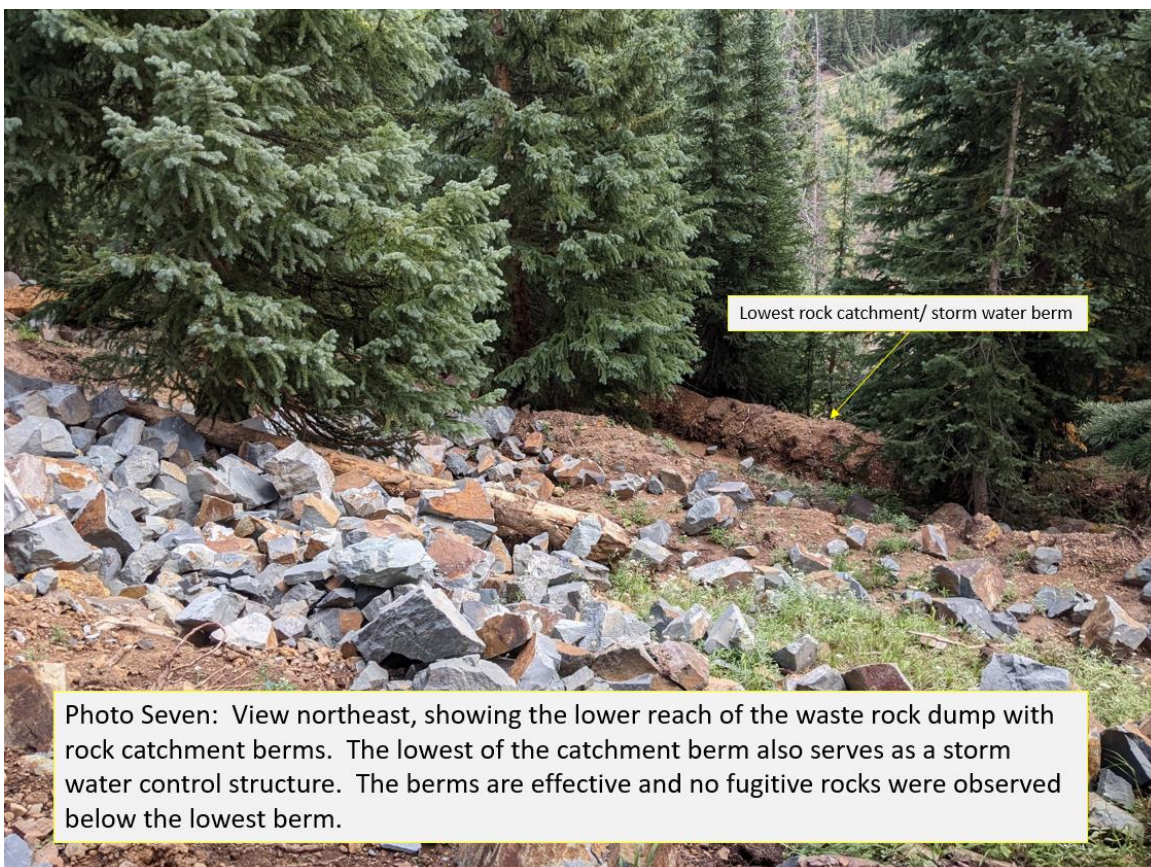 Lowest rock catchment/ storm water berm
Photo Seven:  View northeast, showing the lower reach of the waste rock dump with
rock catchment berms.  The lowest of the catchment berm also serves as a storm
water control structure.  The berms are effective and no fugitive rocks were observed
below the lowest berm.